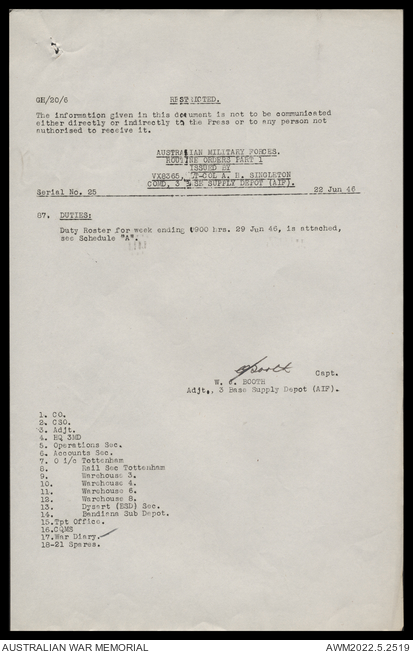 GE/20/6
RESTRICTED.
The information given in this document is not to be communicated
either directly or indirectly to the Press or to any person not
authorised to receive it.
AUSTRALIAN MILITARY FORCES.
ROUTINE ORDERS PART 1
ISSUED BY
VX8365, LT-COL A. R. SINGLETON
COMD, 3 BASE SUPPLY DEPOT (AIF).
Serial No. 25
22 Jun 46
87. DUTIES:
Duty Roster for week ending 0900 hrs. 29 Jun 46, is attached,
see Schedule "A".
Booth
Capt.
W. BOOTH
Adjt., 3 Base Supply Depot (AIF).
1. CO.
2. CSO.
3. Adjt.
4. HQ 3MD
5. Operations Sec.
6. Accounts Sec.
7. O i/c Tottenham
8. Rail Sec Tottenham
9. Warehouse 3.
10. Warehouse 4.
11. Warehouse 6.
12. Warehouse 8.
13. Dysart (BSD) Sec.
14. Bandiana Sub Depot.
15. Tpt Office.
16. CQMS
17. War Diary.
18-21 Spares.
AUSTRALIAN WAR MEMORIAL
AWM2022.5.2519